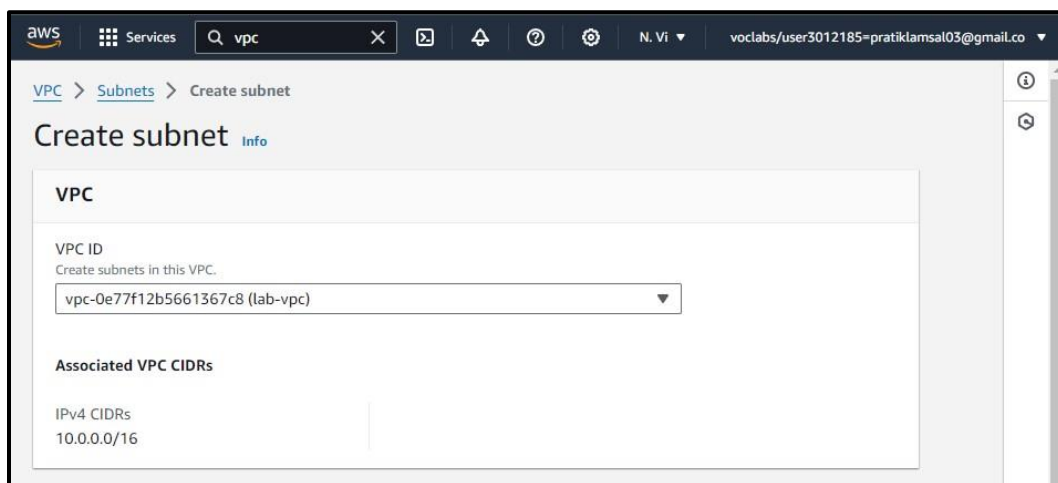 aws Services vpc N. Vi voclabs/user3012185=pratiklamsal03@gmail.co
VPC > Subnets > Create subnet
Create subnet Info
VPC
VPC ID
Create subnets in this VPC.
vpc-0e77f12b5661367c8 (lab-vpc)
Associated VPC CIDRs
IPv4 CIDRs
10.0.0.0/16